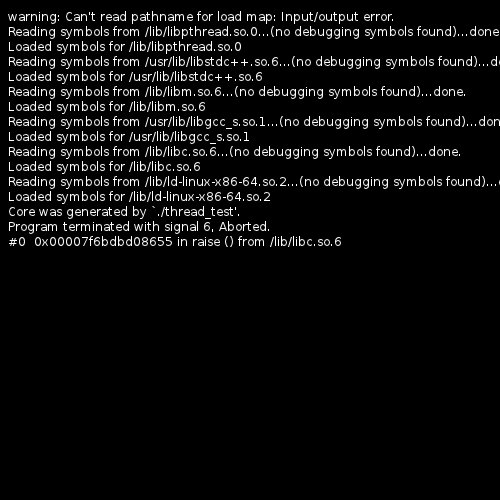 warning: Can't read pathname for load map: Input/output error.
Reading symbols from /lib/libpthread.so.0...(no debugging symbols found)...done
Loaded symbols for /lib/libpthread.so.0
Reading symbols from /usr/lib/libstdc++.so.6...(no debugging symbols found)...d
Loaded symbols for /usr/lib/libstdc++.so.6
Reading symbols from /lib/libm.so.6...(no debugging symbols found)...done.
Loaded symbols for /lib/libm.so.6
Reading symbols from /usr/lib/libgcc_s.so.1...(no debugging symbols found)...don
Loaded symbols for /usr/lib/libgcc_s.so.1
Reading symbols from /lib/libc.so.6...(no debugging symbols found)...done.
Loaded symbols for /lib/libc.so.6
Reading symbols from /lib/ld-linux-x86-64.so.2...(no debugging symbols found)...
Loaded symbols for /lib/ld-linux-x86-64.so.2
Core was generated by `./thread_test'.
Program terminated with signal 6, Aborted.
#0  0x00007f6bdbd08655 in raise () from /lib/libc.so.6